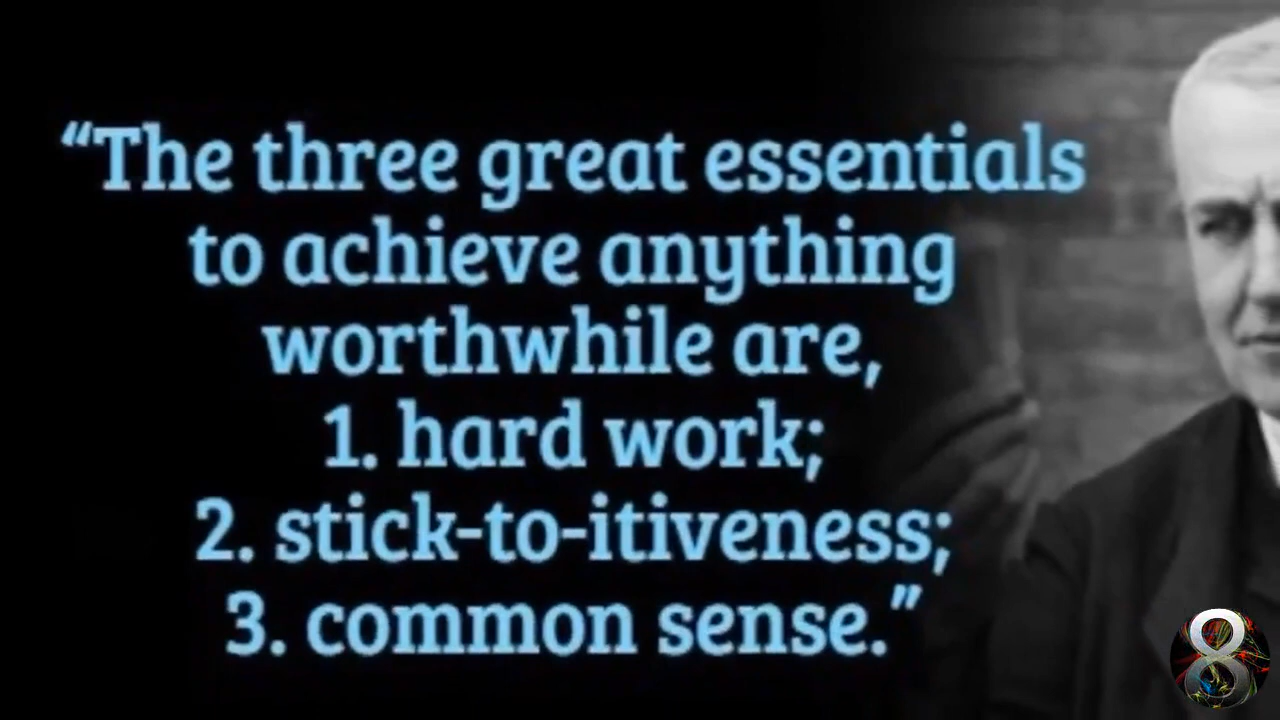 “The three great essentials
to achieve anything
worthwhile are,
1. hard work;
2. stick-to-itiveness;
3. common sense.”
8